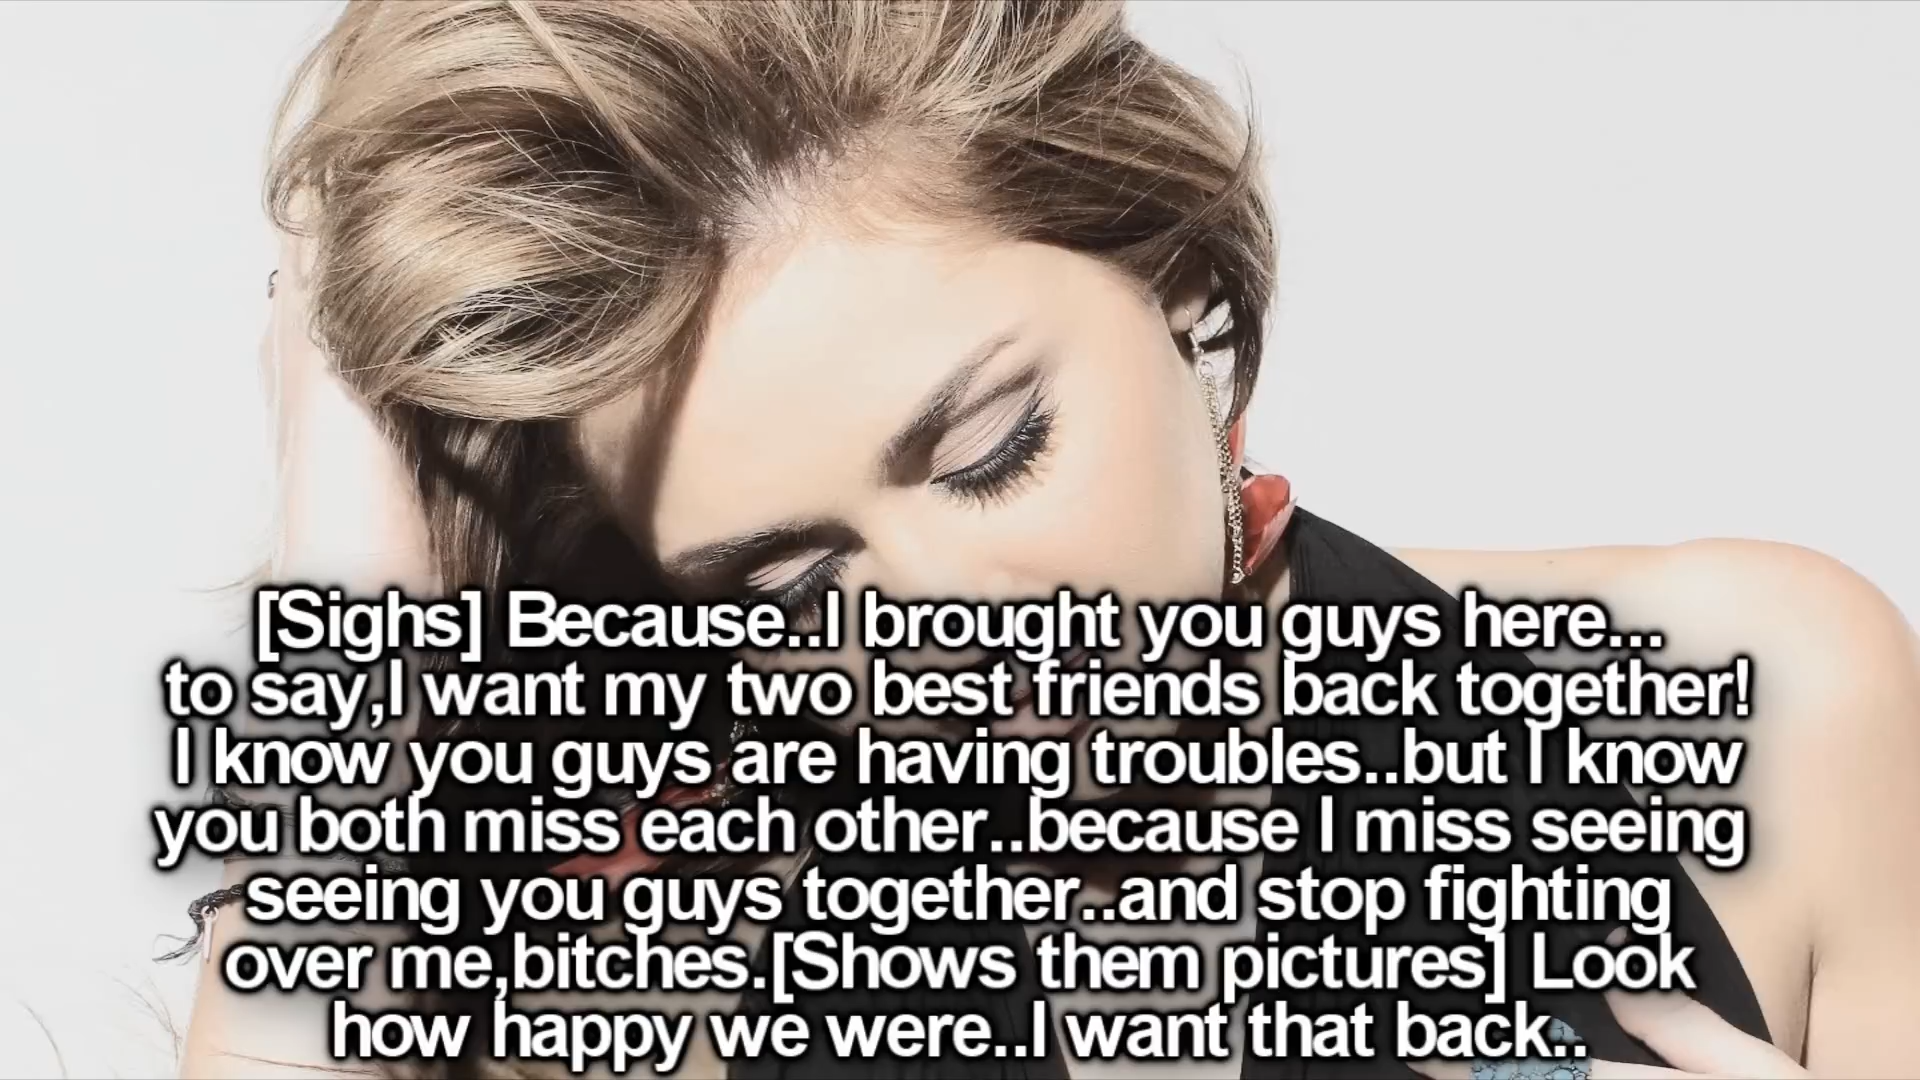 [Sighs] Because..I brought you guys here...
to say,I want my two best friends back together!
I know you guys are having troubles..but I know
you both miss each other..because I miss seeing
seeing you guys together..and stop fighting
over me,bitches.[Shows them pictures] Look
how happy we were..I want that back..